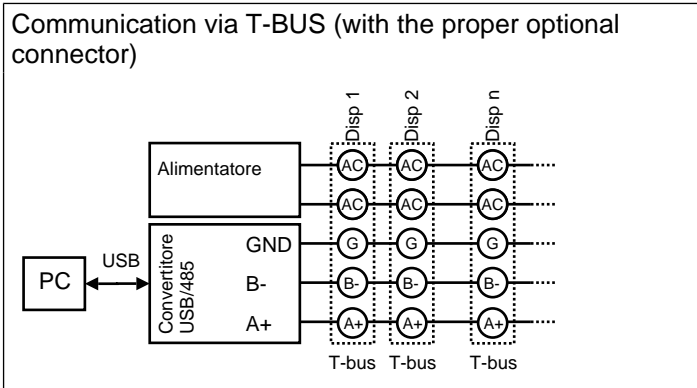 Communication via T-BUS (with the proper optional
connector)
Disp 1
Disp 2
Disp n
Alimentatore
AC AC AC
AC AC AC
GND G G G
PC USB Convertitore
USB/485
B- B- B- B-
A+ A+ A+ A+
T-bus T-bus T-bus